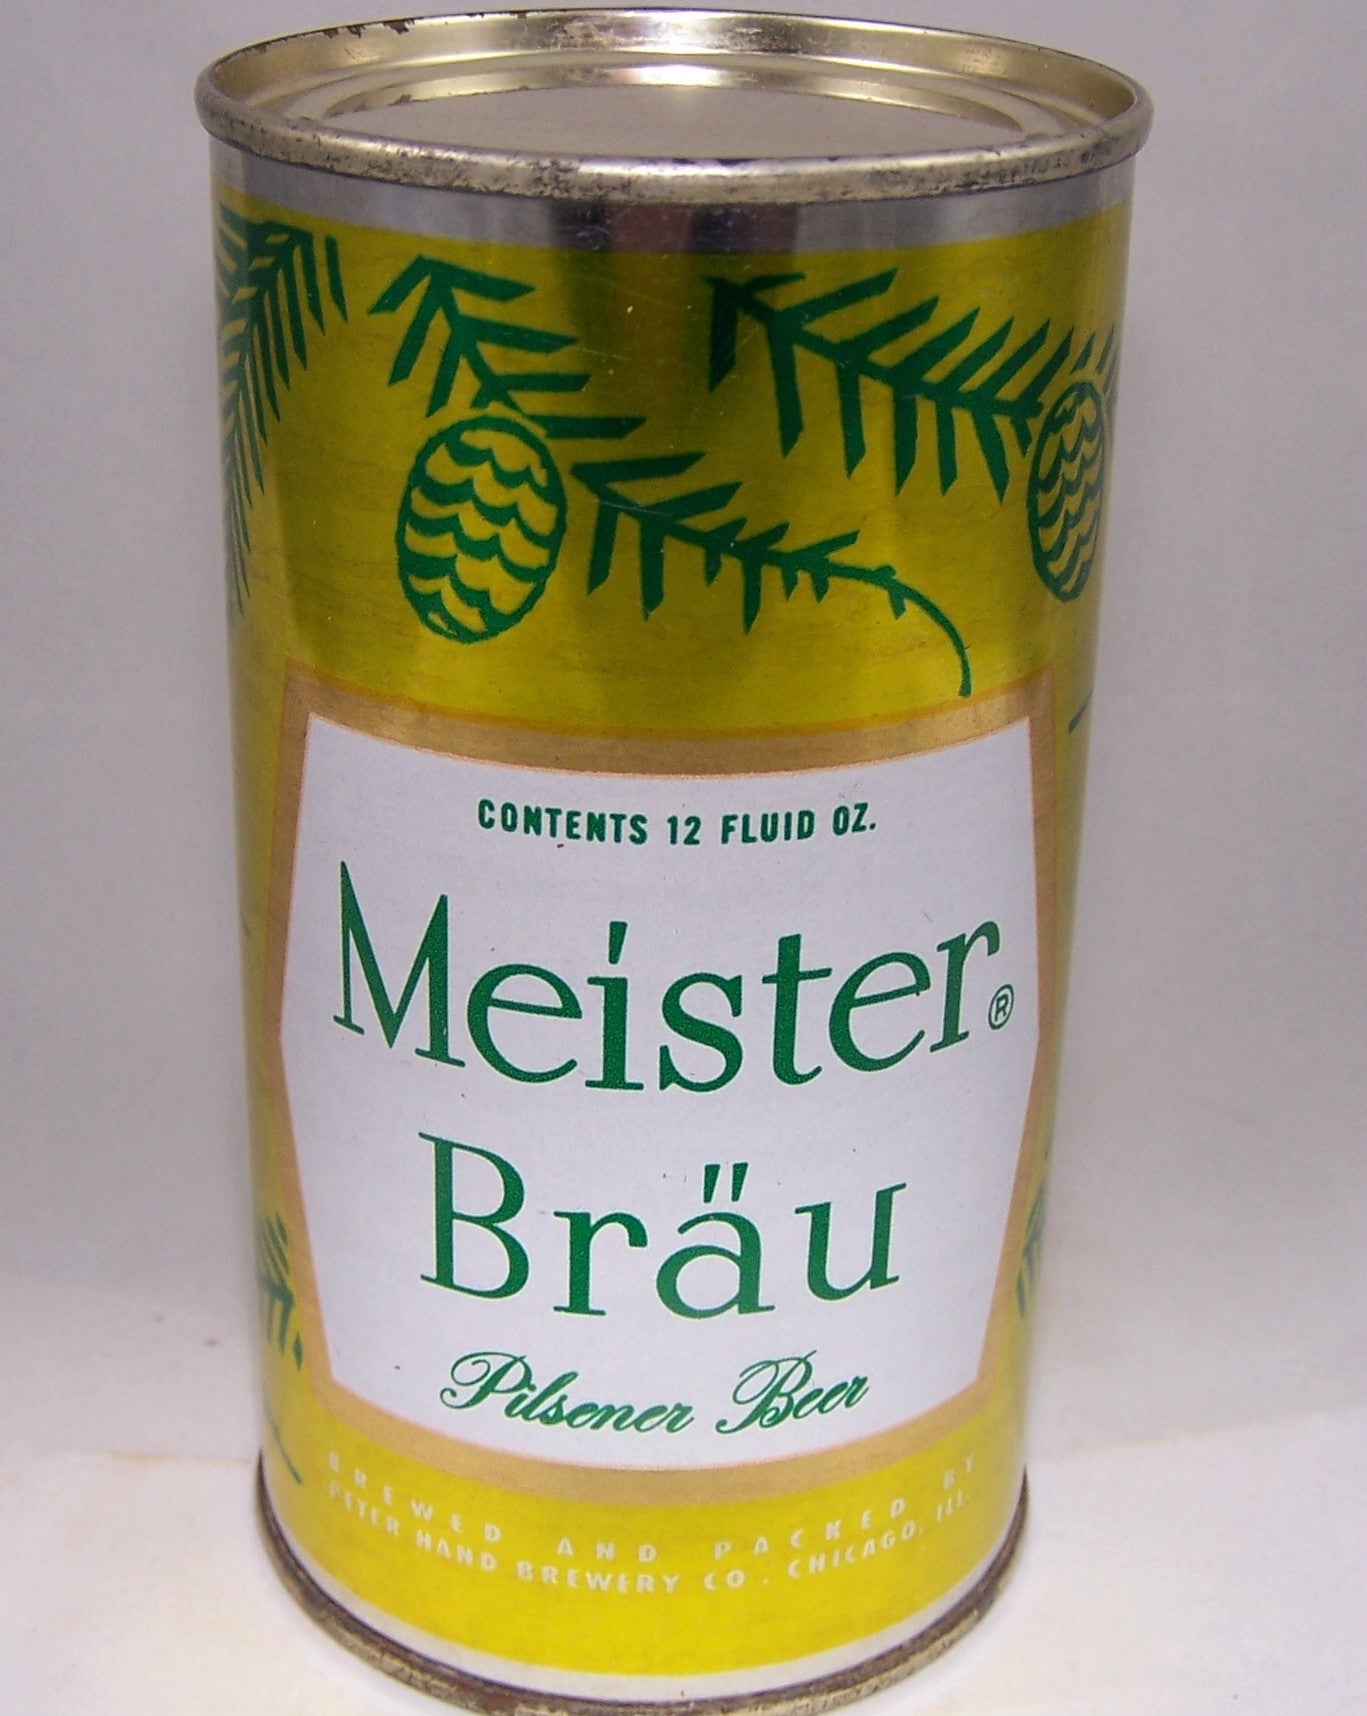 CONTENTS 12 FLUID OZ.
Meister®
Bräu
Pilsener Beer
BREWED AND PACKED BY
PETER HAND BREWERY CO. CHICAGO, ILL.